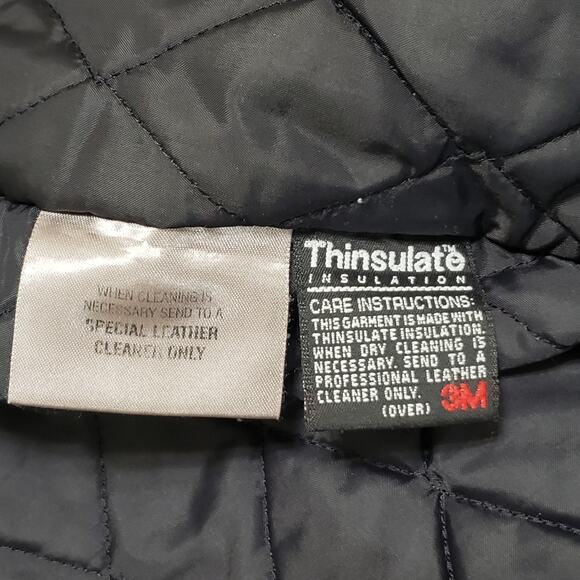 WHEN CLEANING IS
NECESSARY SEND TO A
SPECIAL LEATHER
CLEANER ONLY
Thinsulate™
INSULATION
CARE INSTRUCTIONS:
THIS GARMENT IS MADE WITH
THINSULATE INSULATION.
WHEN DRY CLEANING IS
NECESSARY. SEND TO A
PROFESSIONAL LEATHER
CLEANER ONLY.
(OVER) 3M